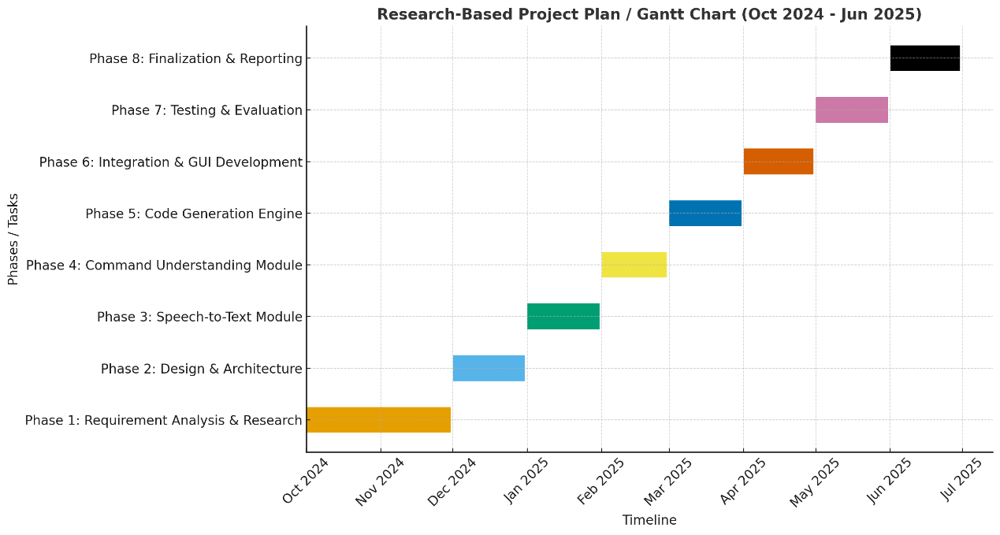 Research-Based Project Plan / Gantt Chart (Oct 2024 - Jun 2025)
Phases / Tasks
Phase 8: Finalization & Reporting
Phase 7: Testing & Evaluation
Phase 6: Integration & GUI Development
Phase 5: Code Generation Engine
Phase 4: Command Understanding Module
Phase 3: Speech-to-Text Module
Phase 2: Design & Architecture
Phase 1: Requirement Analysis & Research
Oct 2024
Nov 2024
Dec 2024
Jan 2025
Feb 2025
Mar 2025
Apr 2025
May 2025
Jun 2025
Jul 2025
Timeline